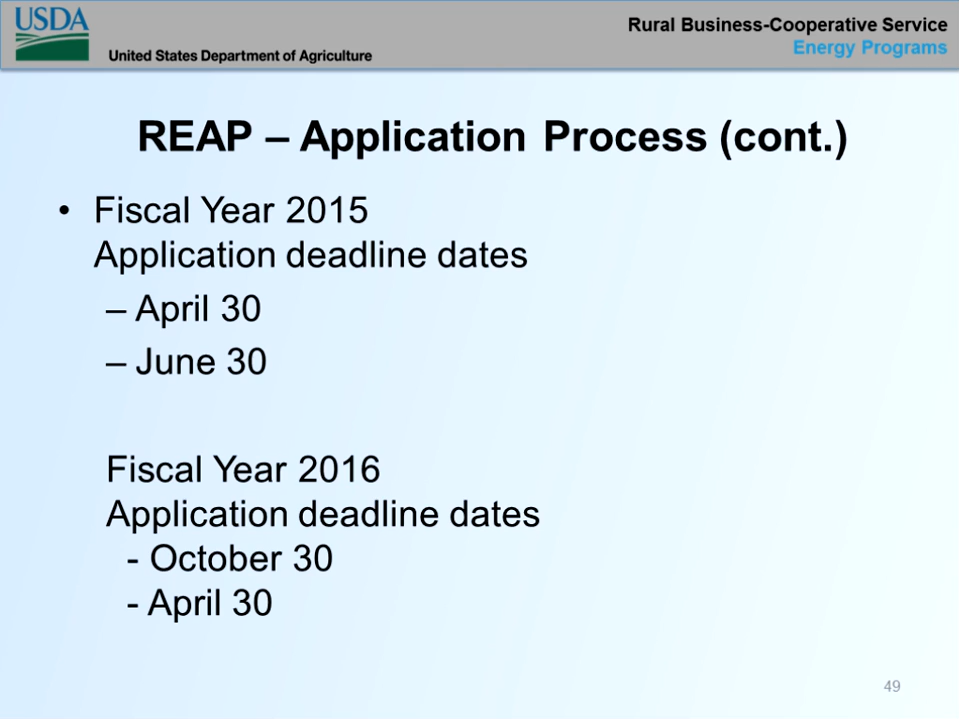 USDA
United States Department of Agriculture
Rural Business-Cooperative Service
Energy Programs
REAP – Application Process (cont.)
• Fiscal Year 2015
Application deadline dates
– April 30
– June 30
Fiscal Year 2016
Application deadline dates
- October 30
- April 30
49